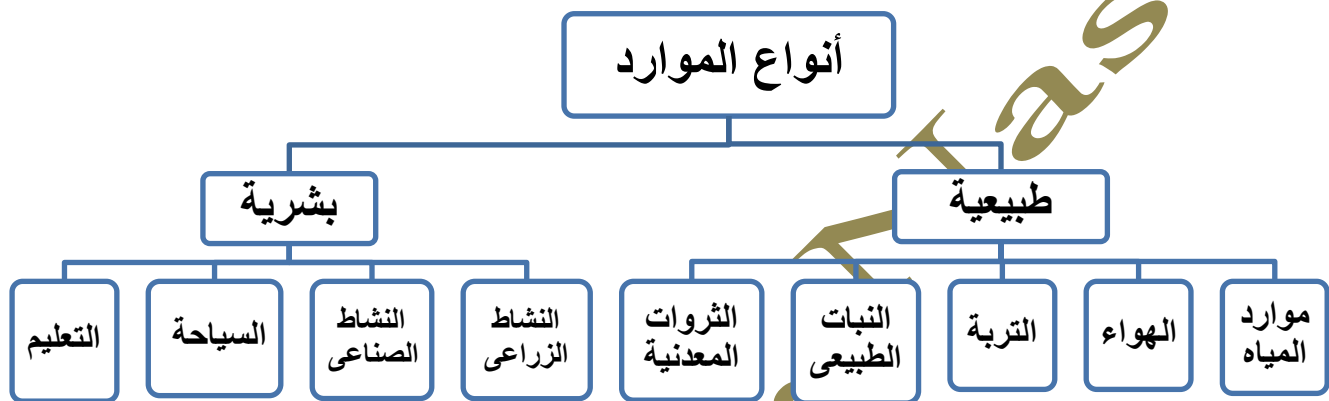 أنواع الموارد
طبيعية
بشرية
موارد
المياه
الهواء
التربة
النبات
الطبيعى
الثروات
المعدنية
النشاط
الزراعى
النشاط
الصناعى
السياحة
التعليم